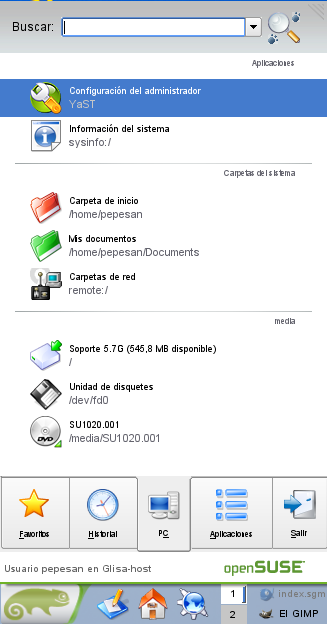 Buscar:
Aplicaciones
Configuración del administrador
YaST
Información del sistema
sysinfo:/
Carpetas del sistema
Carpeta de inicio
/home/pepesan
Mis documentos
/home/pepesan/Documents
Carpetas de red
remote:/
media
Soporte 5.7G (545,8 MB disponible)
/
Unidad de disquetes
/dev/fd0
SU1020.001
/media/SU1020.001
DVD
Favoritos Historial PC Aplicaciones Salir
Usuario pepesan en Glisa-host openSUSE
1 index.sgm
2 El GIMP